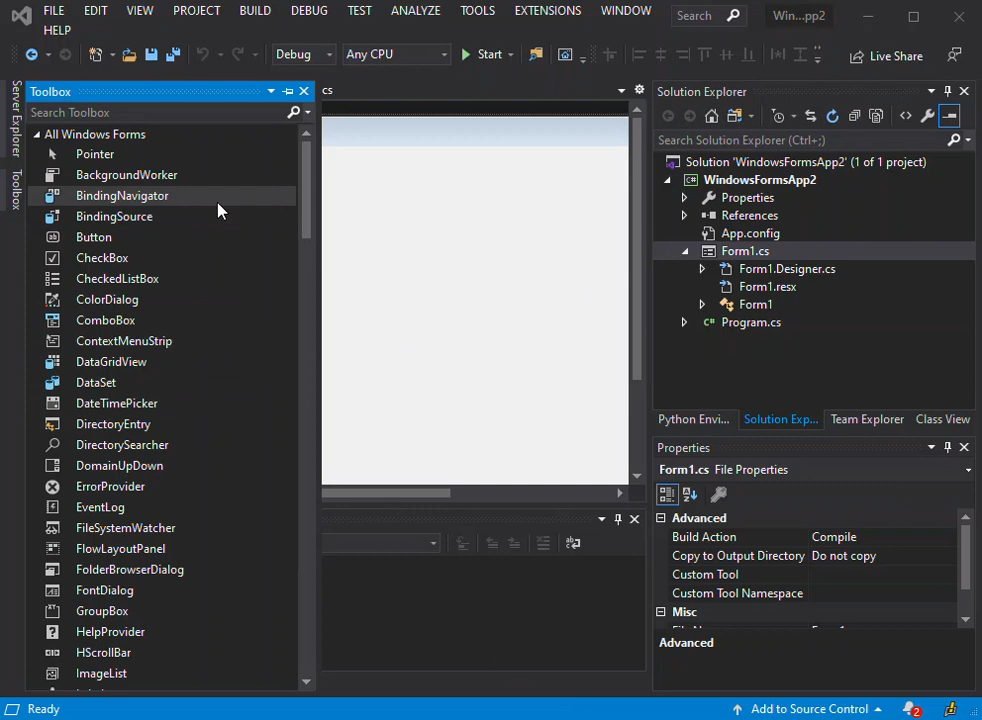 FILE EDIT VIEW PROJECT BUILD DEBUG TEST ANALYZE TOOLS EXTENSIONS WINDOW Search Win...pp2
HELP
Debug Any CPU Start Live Share
Server Explorer
Toolbox
Toolbox
Search Toolbox
All Windows Forms
Pointer
BackgroundWorker
BindingNavigator
BindingSource
Button
CheckBox
CheckedListBox
ColorDialog
ComboBox
ContextMenuStrip
DataGridView
DataSet
DateTimePicker
DirectoryEntry
DirectorySearcher
DomainUpDown
ErrorProvider
EventLog
FileSystemWatcher
FlowLayoutPanel
FolderBrowserDialog
FontDialog
GroupBox
HelpProvider
HScrollBar
ImageList
cs
Solution Explorer
Search Solution Explorer (Ctrl+;)
Solution 'WindowsFormsApp2' (1 of 1 project)
WindowsFormsApp2
Properties
References
App.config
Form1.cs
Form1.Designer.cs
Form1.resx
Form1
Program.cs
Python Envi... Solution Exp... Team Explorer Class View
Properties
Form1.cs File Properties
Advanced
Build Action Compile
Copy to Output Directory Do not copy
Custom Tool
Custom Tool Namespace
Misc
Advanced
Ready Add to Source Control 2